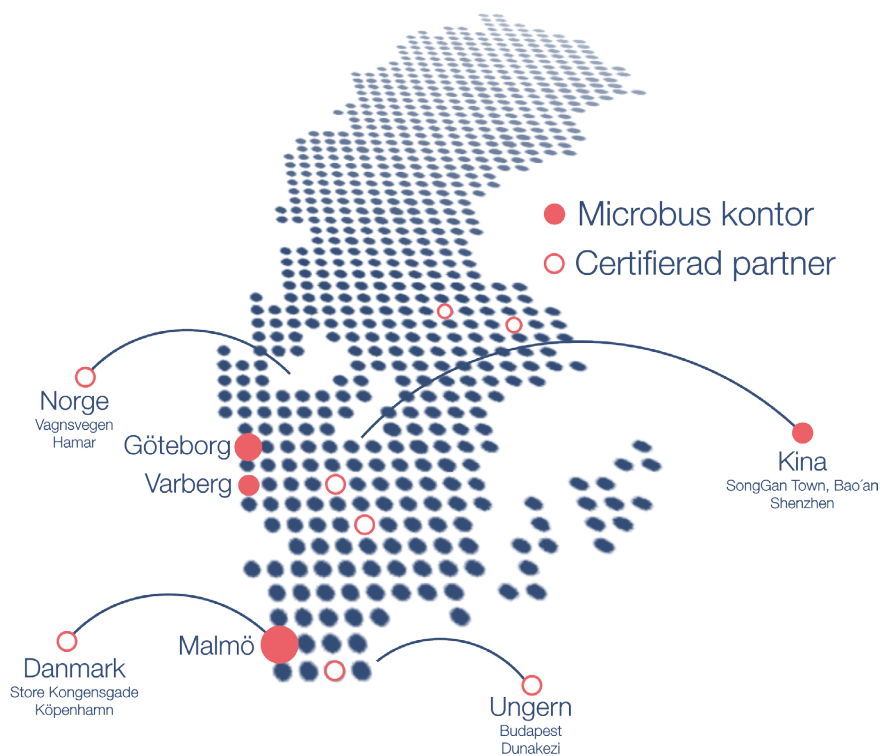 Microbus kontor
Certifierad partner
Norge
Vagnsvegen
Hamar
Göteborg
Varberg
Kina
SongGan Town, Bao´an
Shenzhen
Malmö
Danmark
Store Kongensgade
Köpenhamn
Ungern
Budapest
Dunakezi